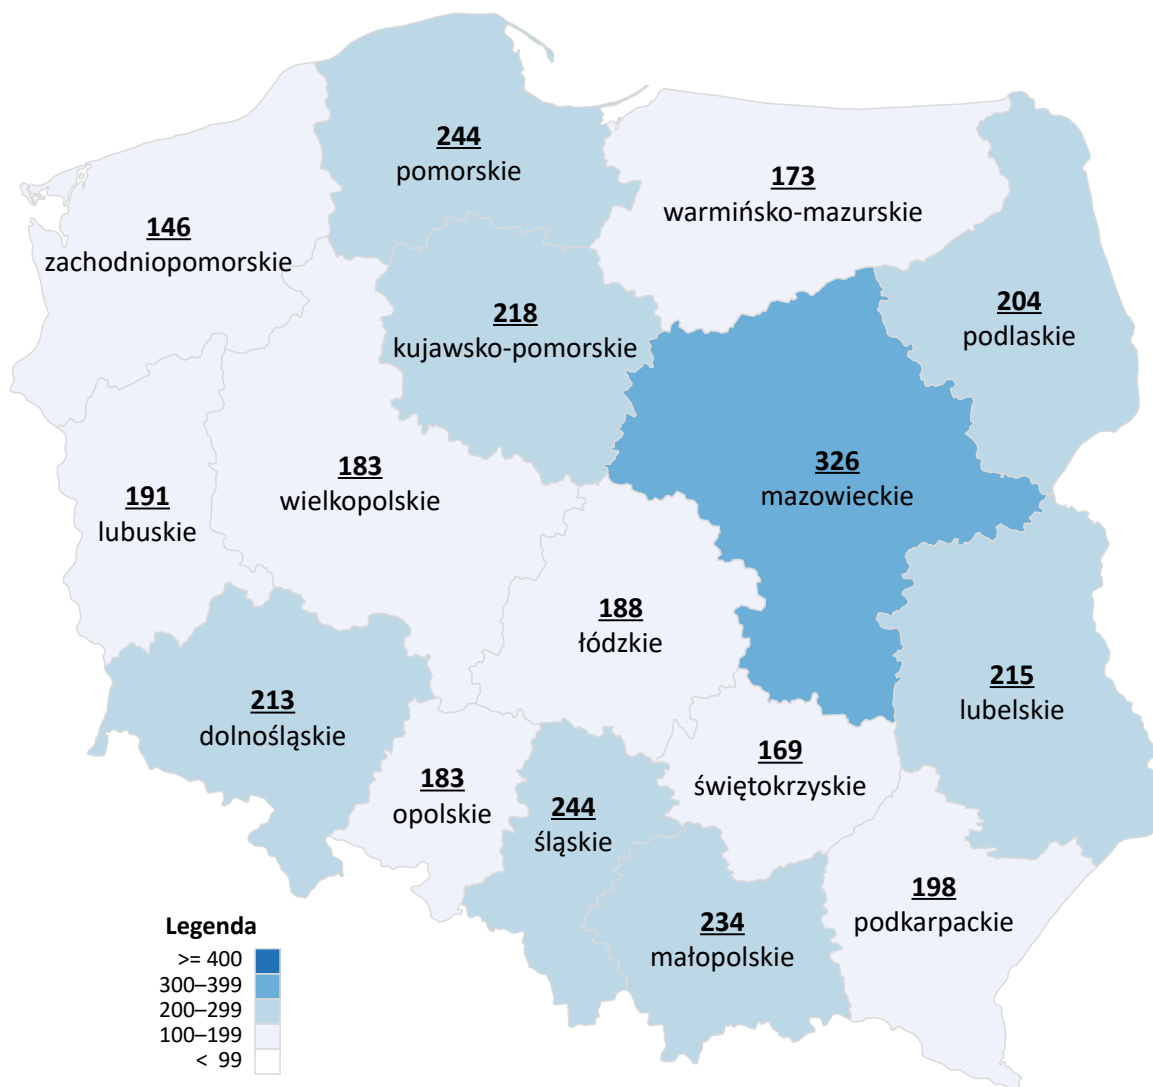 244
pomorskie
173
warmińsko-mazurskie
146
zachodniopomorskie
218
kujawsko-pomorskie
204
podlaskie
183
wielkopolskie
326
mazowieckie
191
lubuskie
188
łódzkie
215
lubelskie
213
dolnośląskie
169
świętokrzyskie
183
opolskie
244
śląskie
198
podkarpackie
234
małopolskie
Legenda
>= 400
300–399
200–299
100–199
< 99